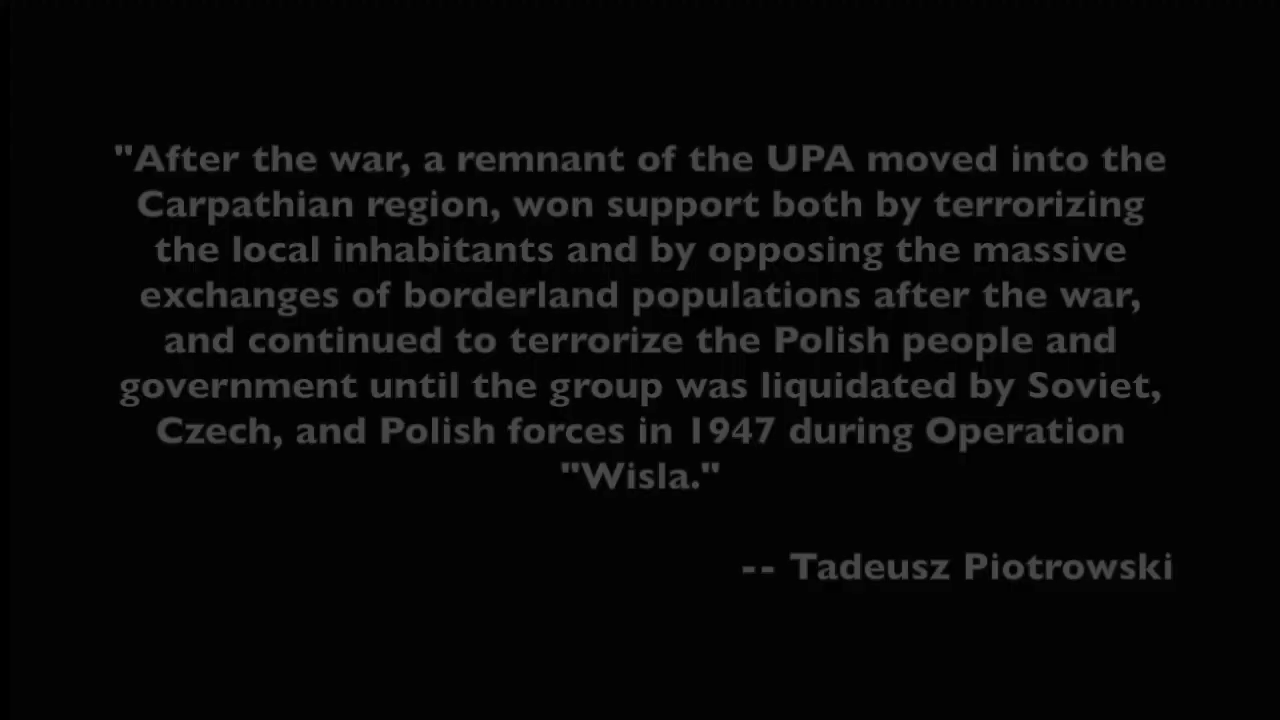 "After the war, a remnant of the UPA moved into the
Carpathian region, won support both by terrorizing
the local inhabitants and by opposing the massive
exchanges of borderland populations after the war,
and continued to terrorize the Polish people and
government until the group was liquidated by Soviet,
Czech, and Polish forces in 1947 during Operation
"Wisla."
-- Tadeusz Piotrowski